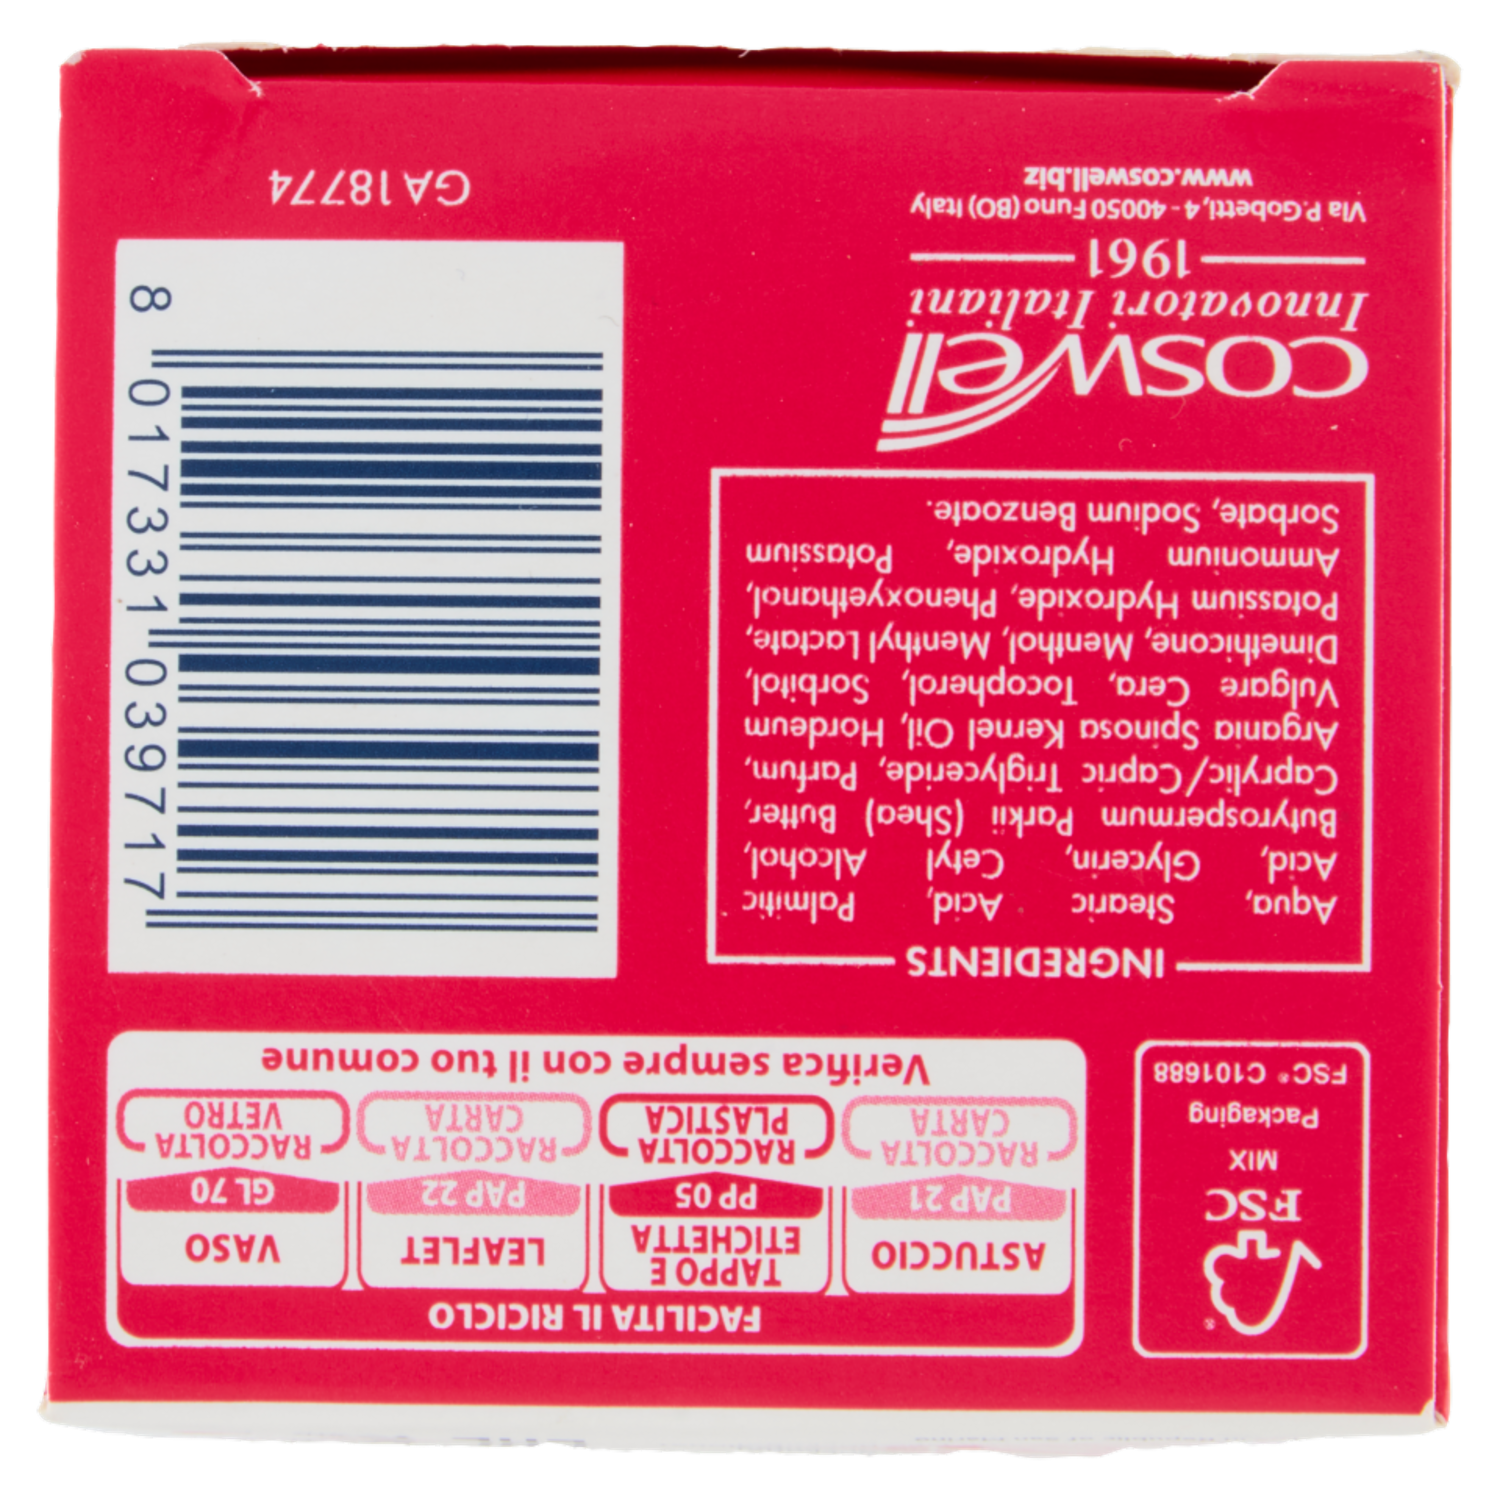 FACILITA IL RICICLO
ASTUCCIO
PAP 21
RACCOLTA
CARTA
TAPPO E
ETICHETTA
PP 05
RACCOLTA
PLASTICA
LEAFLET
PAP 22
RACCOLTA
CARTA
VASO
GL 70
RACCOLTA
VETRO
Verifica sempre con il tuo comune
®
FSC
MIX
Packaging
FSC® C101688
INGREDIENTS
Aqua, Stearic Acid, Palmitic
Acid, Glycerin, Cetyl Alcohol,
Butyrospermum Parkii (Shea) Butter,
Caprylic/Capric Triglyceride, Parfum,
Argania Spinosa Kernel Oil, Hordeum
Vulgare Cera, Tocopherol, Sorbitol,
Dimethicone, Menthol, Menthyl Lactate,
Potassium Hydroxide, Phenoxyethanol,
Ammonium Hydroxide, Potassium
Sorbate, Sodium Benzoate.
coswell
Innovatori Italiani
1961
Via P.Gobetti,4 - 40050 Funo (BO) Italy
www.coswell.biz
8 017331 039717
GA18774